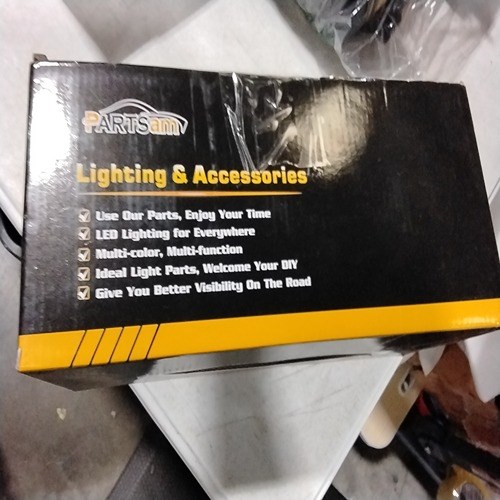 PARTSam
Lighting & Accessories
Use Our Parts, Enjoy Your Time
LED Lighting for Everywhere
Multi-color, Multi-function
Ideal Light Parts, Welcome Your DIY
Give You Better Visibility On The Road